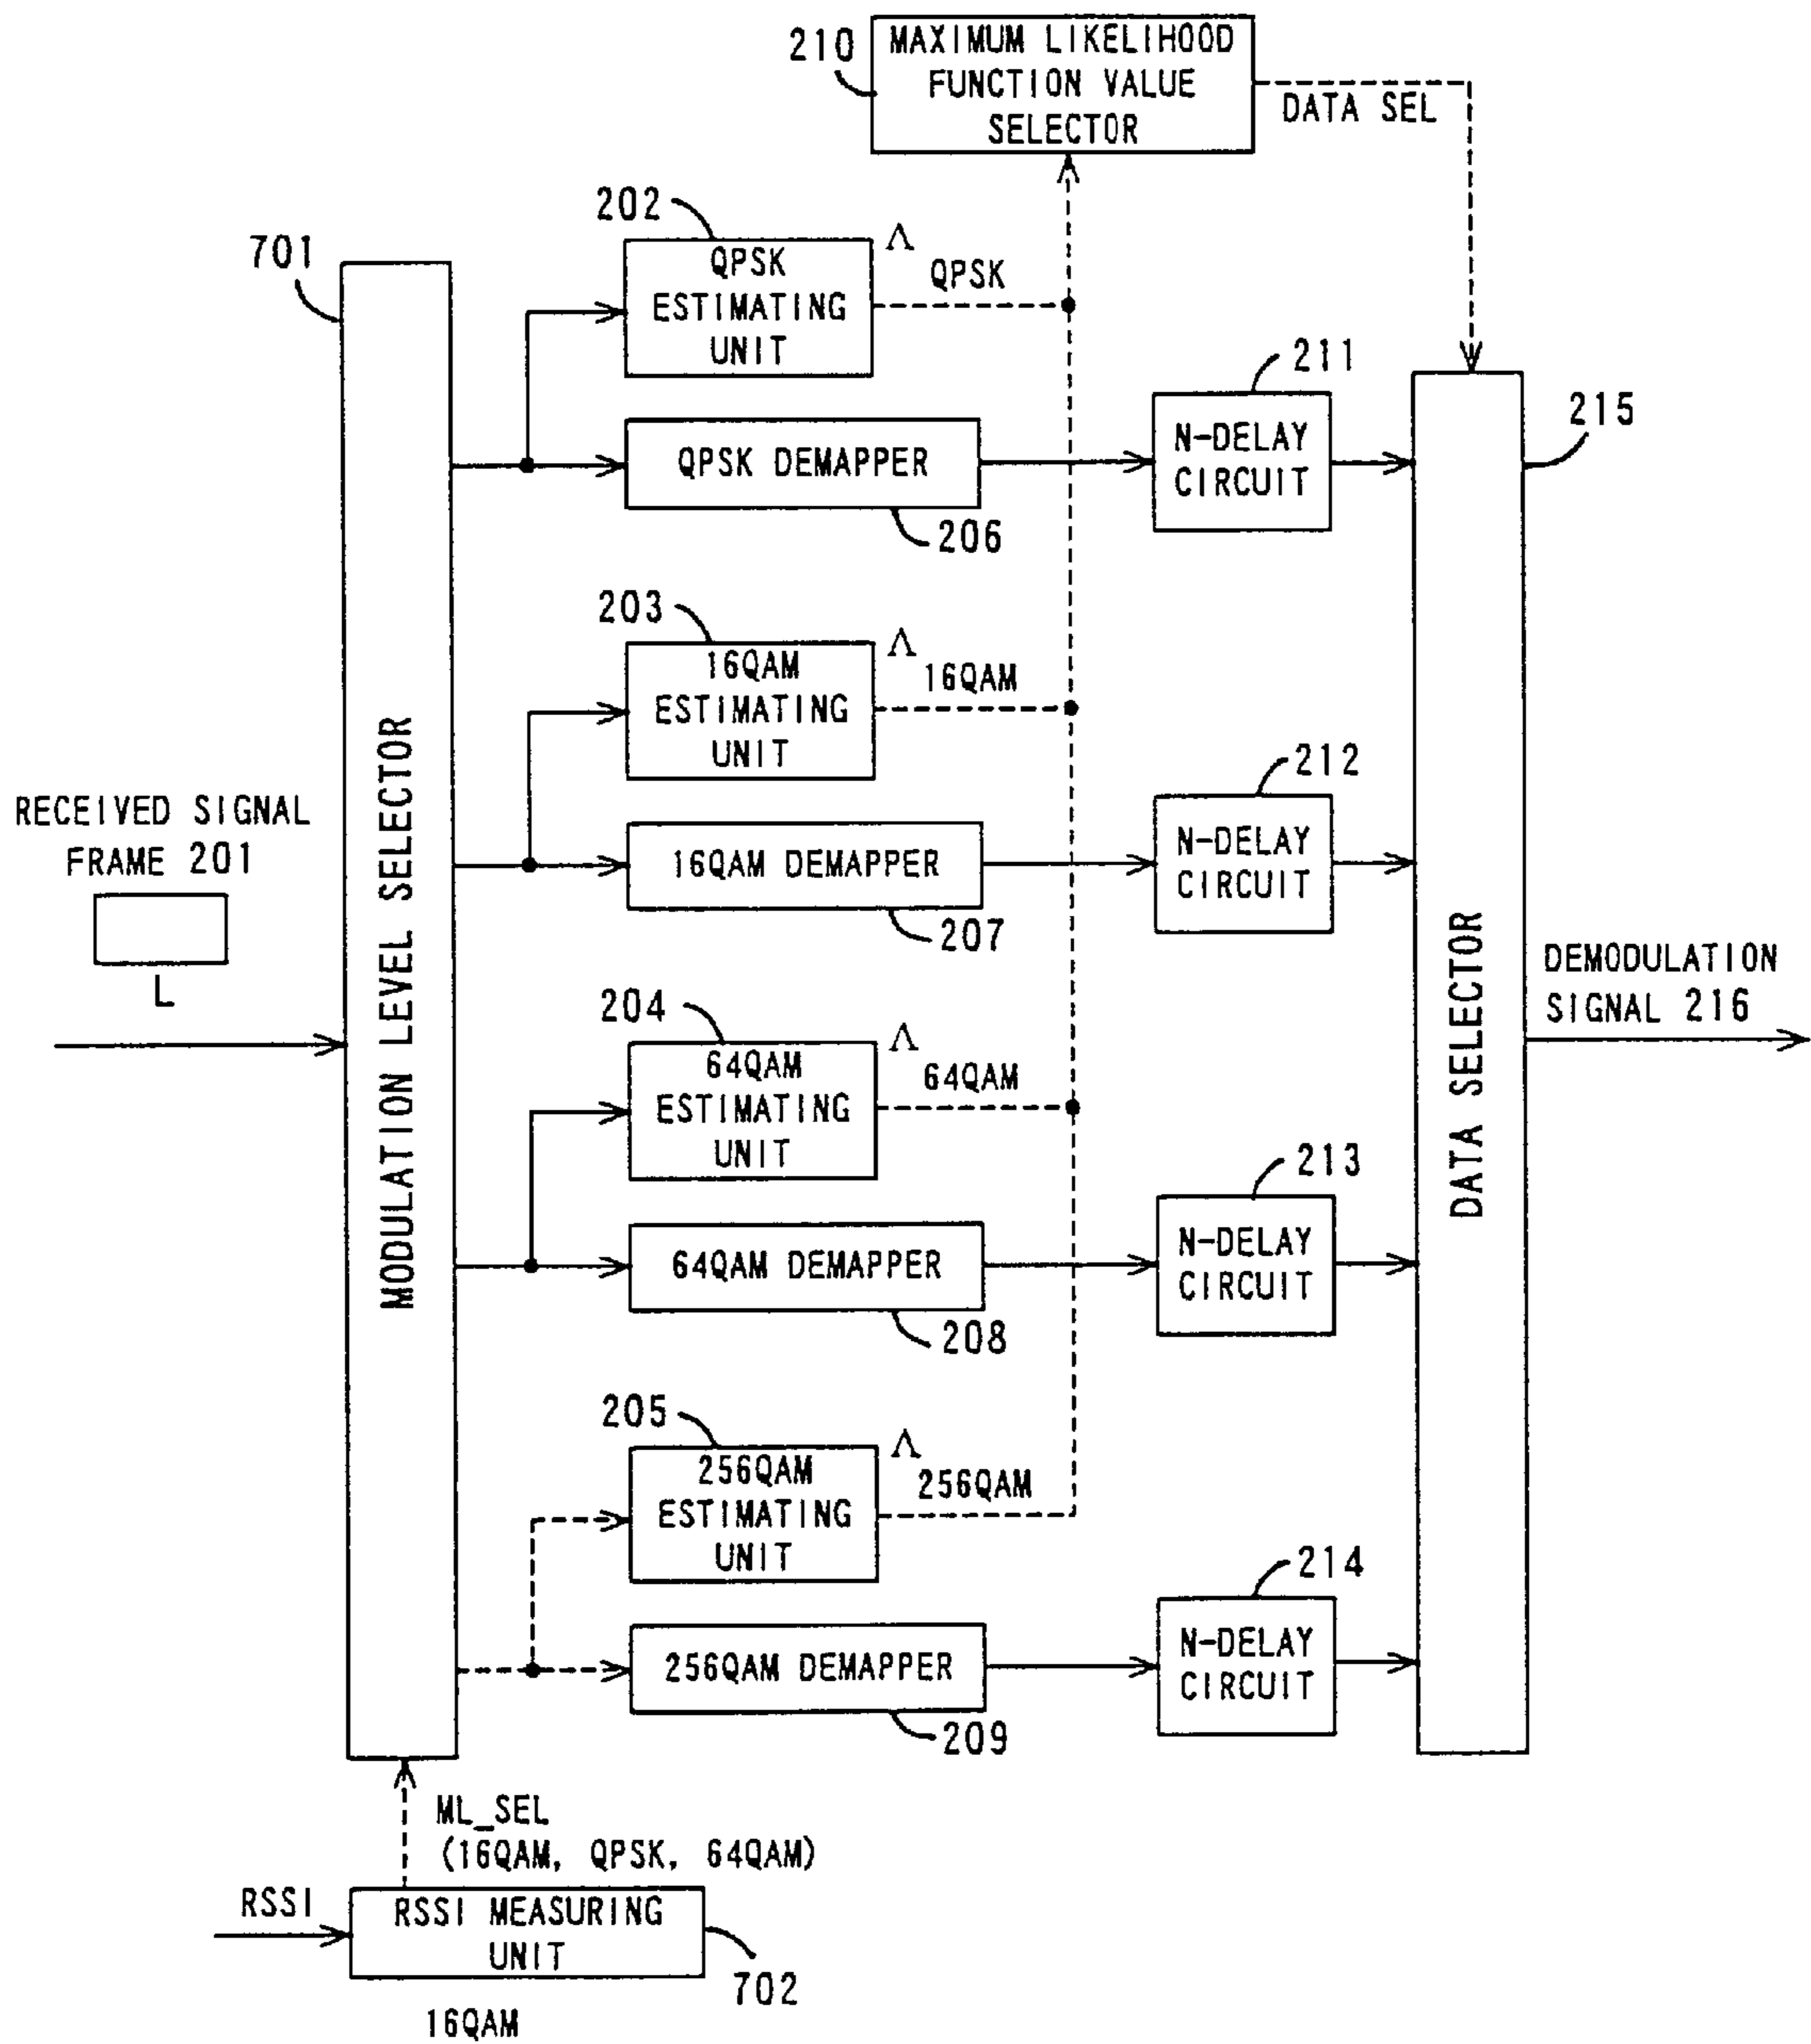 210
MAXIMUM LIKELIHOOD
FUNCTION VALUE
SELECTOR
DATA SEL
701
202
QPSK
ESTIMATING
UNIT
Λ QPSK
211
N-DELAY
CIRCUIT
215
QPSK DEMAPPER
206
203
16QAM
ESTIMATING
UNIT
Λ 16QAM
212
N-DELAY
CIRCUIT
RECEIVED SIGNAL
FRAME 201
L
MODULATION LEVEL SELECTOR
16QAM DEMAPPER
207
204
64QAM
ESTIMATING
UNIT
Λ 64QAM
DATA SELECTOR
DEMODULATION
SIGNAL 216
213
N-DELAY
CIRCUIT
64QAM DEMAPPER
208
205
256QAM
ESTIMATING
UNIT
Λ 256QAM
214
N-DELAY
CIRCUIT
256QAM DEMAPPER
209
ML_SEL
(16QAM, QPSK, 64QAM)
RSSI
RSSI MEASURING
UNIT
702
16QAM